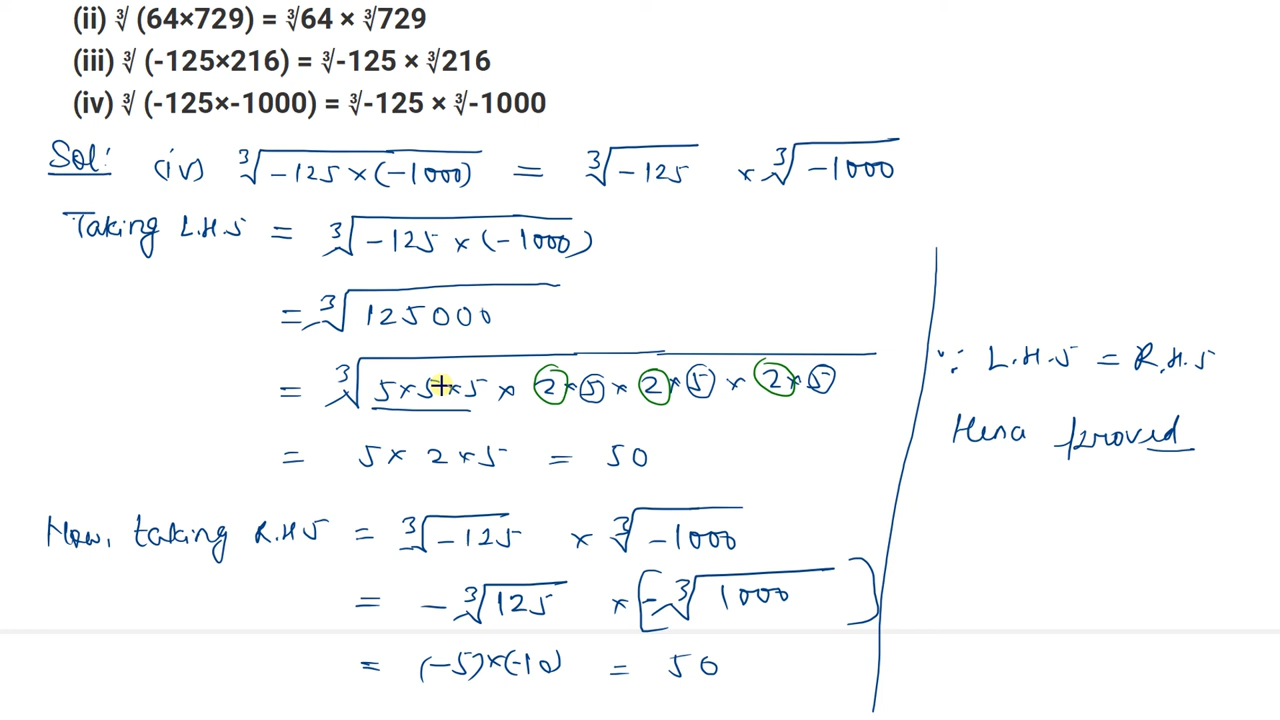 (ii) ∛ (64×729) = ∛64 × ∛729
(iii) ∛ (-125×216) = ∛-125 × ∛216
(iv) ∛ (-125×-1000) = ∛-125 × ∛-1000
Sol: (iv) ∛-125×(-1000) = ∛-125 × ∛-1000
Taking L.H.S = ∛-125×(-1000)
= ∛125000
= ∛5×5×5×2×5×2×5×2×5
= 5×2×5 = 50
Now, taking R.H.S = ∛-125 × ∛-1000
= -∛125 × [-∛1000]
= (-5)×(-10) = 50
∵ L.H.S = R.H.S
Hence proved